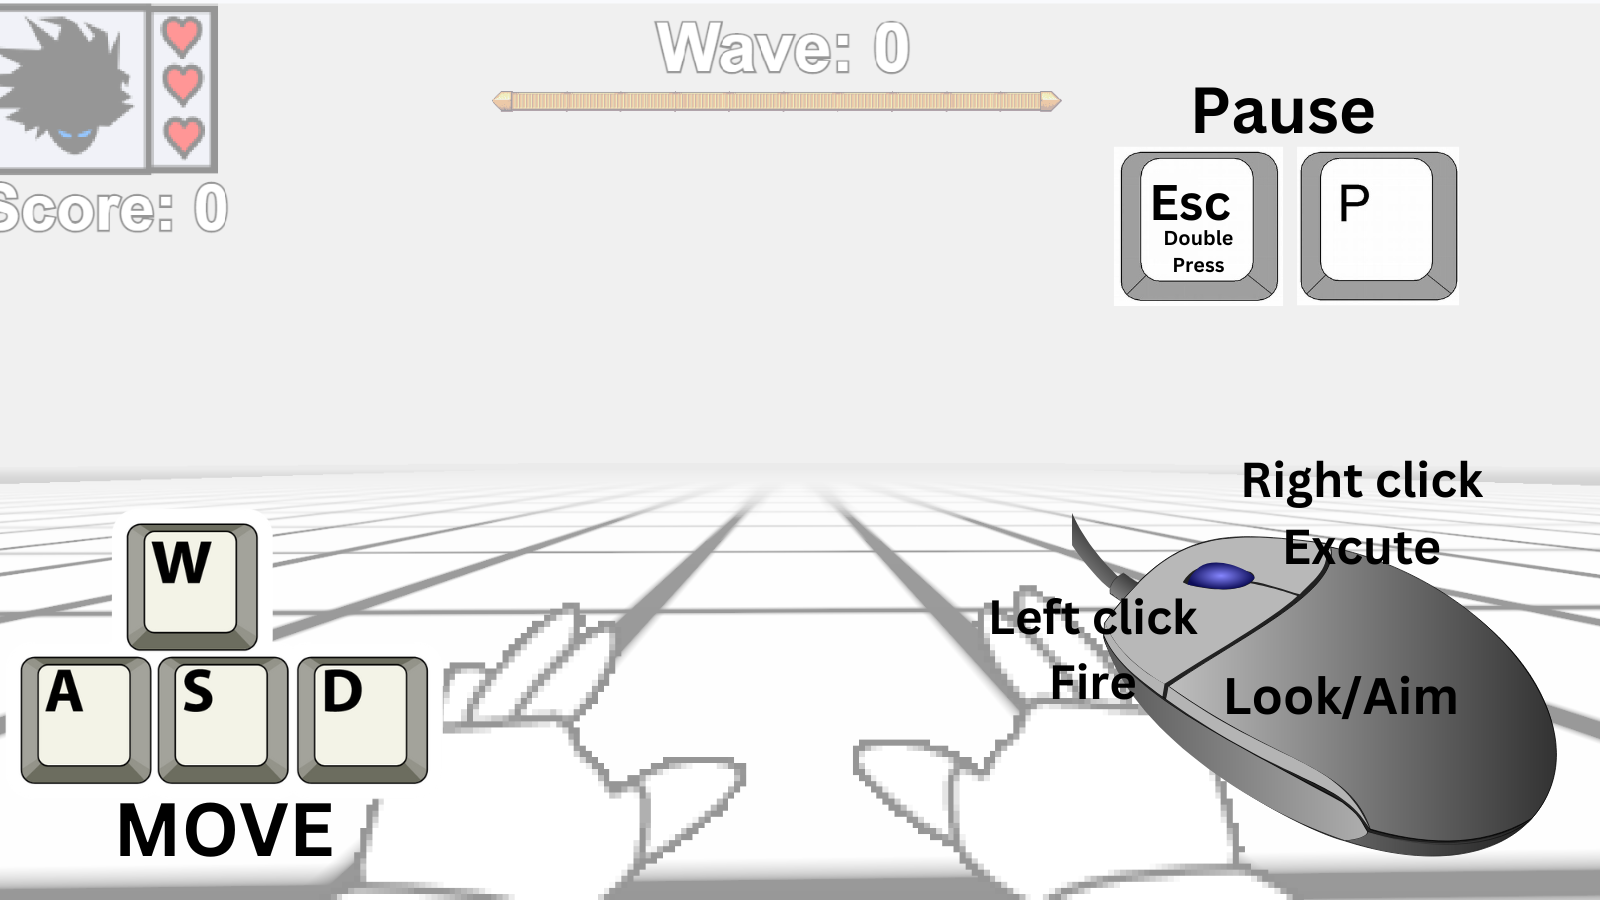 Wave: 0
Score: 0
Pause
Esc
Double
Press
P
Right click
Excute
Left click
Fire
Look/Aim
W
A S D
MOVE